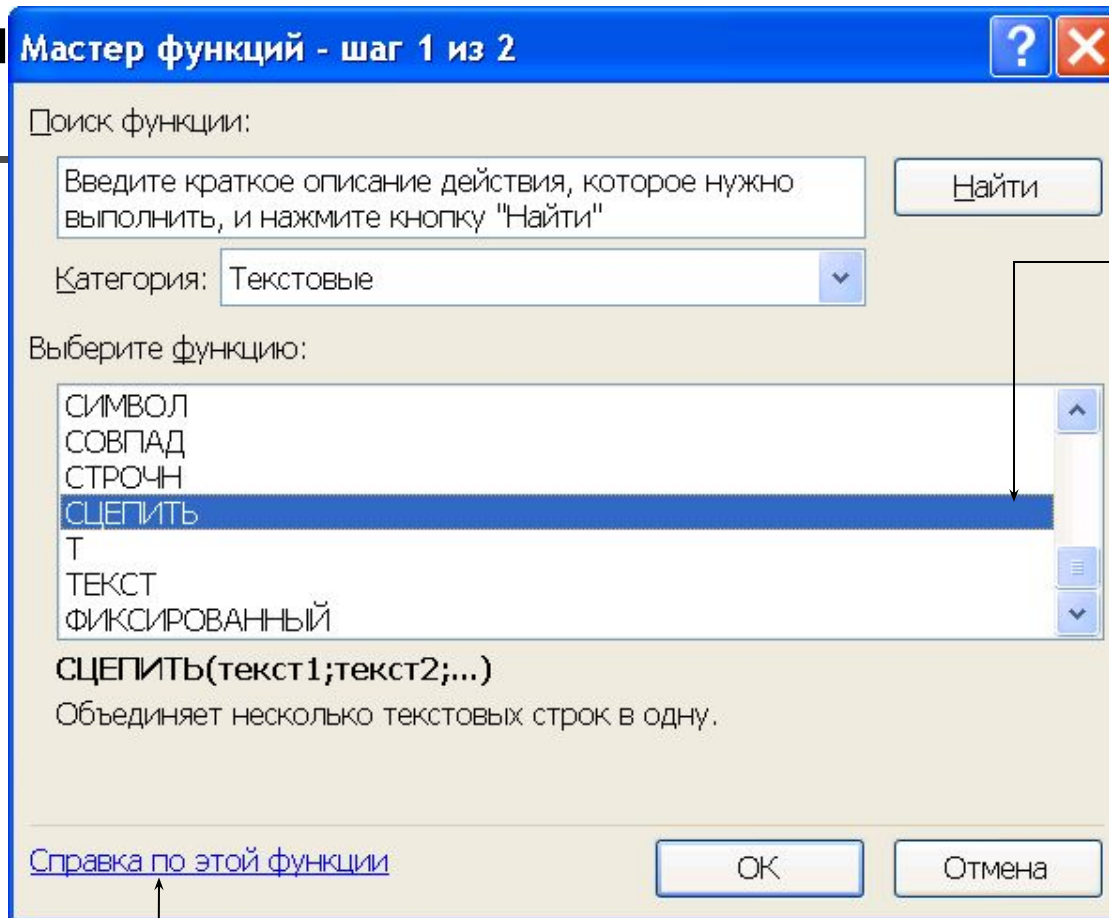 Мастер функций - шаг 1 из 2
Поиск функции:
Введите краткое описание действия, которое нужно
выполнить, и нажмите кнопку "Найти"
Найти
Категория: Текстовые
Выберите функцию:
СИМВОЛ
СОВПАД
СТРОЧН
СЦЕПИТЬ
Т
ТЕКСТ
ФИКСИРОВАННЫЙ
СЦЕПИТЬ(текст1;текст2;...)
Объединяет несколько текстовых строк в одну.
Справка по этой функции
ОК
Отмена